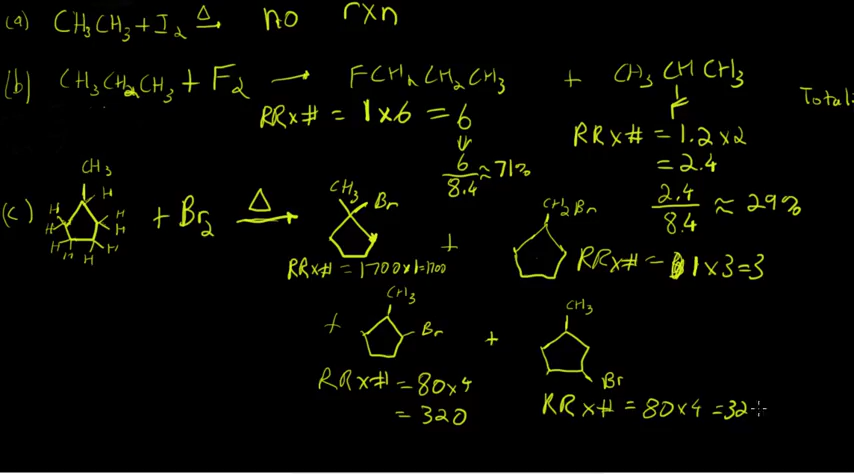 (a) CH3CH3 + I2 Δ→ no rxn
(b) CH3CH2CH3 + F2 → FCH2CH2CH3 + CH3CHCH3
F
Total:
RRx# = 1x6 = 6
6/8.4 ≈ 71%
RRx# = 1.2x2
= 2.4
2.4/8.4 ≈ 29%
(c) CH3 H H H H H H H H H + Br2 Δ→ CH3 Br + CH2Br
RRx# = 1700x1=1700
RRx# = 1x3=3
+ CH3 Br + CH3 Br
RRx# = 80x4
= 320
RRx# = 80x4 =32